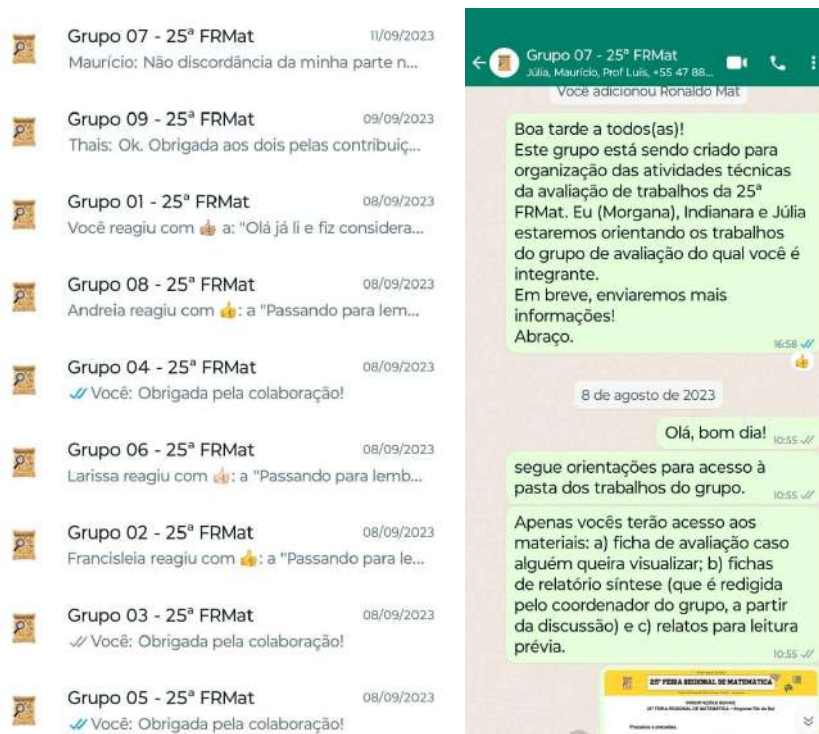 Grupo 07 - 25ª FRMat
11/09/2023
Maurício: Não discordância da minha parte n...
Grupo 09 - 25ª FRMat
09/09/2023
Thais: Ok. Obrigada aos dois pelas contribuiç...
Grupo 01 - 25ª FRMat
08/09/2023
Você reagiu com 👍 a: "Olá já li e fiz considera...
Grupo 08 - 25ª FRMat
08/09/2023
Andreia reagiu com 👍: a "Passando para lem...
Grupo 04 - 25ª FRMat
08/09/2023
Você: Obrigada pela colaboração!
Grupo 06 - 25ª FRMat
08/09/2023
Larissa reagiu com 👍: a "Passando para lemb...
Grupo 02 - 25ª FRMat
08/09/2023
Francisleia reagiu com 👍: a "Passando para le...
Grupo 03 - 25ª FRMat
08/09/2023
Você: Obrigada pela colaboração!
Grupo 05 - 25ª FRMat
08/09/2023
Você: Obrigada pela colaboração!
Grupo 07 - 25ª FRMat
Júlia, Maurício, Prof Luís, +55 47 88...
Você adicionou Ronaldo Mat
Boa tarde a todos(as)!
Este grupo está sendo criado para
organização das atividades técnicas
da avaliação de trabalhos da 25ª
FRMat. Eu (Morgana), Indianara e Júlia
estaremos orientando os trabalhos
do grupo de avaliação do qual você é
integrante.
Em breve, enviaremos mais
informações!
Abraço.
16:58
8 de agosto de 2023
Olá, bom dia!
10:55
segue orientações para acesso à
pasta dos trabalhos do grupo.
10:55
Apenas vocês terão acesso aos
materiais: a) ficha de avaliação caso
alguém queira visualizar; b) fichas
de relatório síntese (que é redigida
pelo coordenador do grupo, a partir
da discussão) e c) relatos para leitura
prévia.
10:55
25ª FEIRA REGIONAL DE MATEMÁTICA